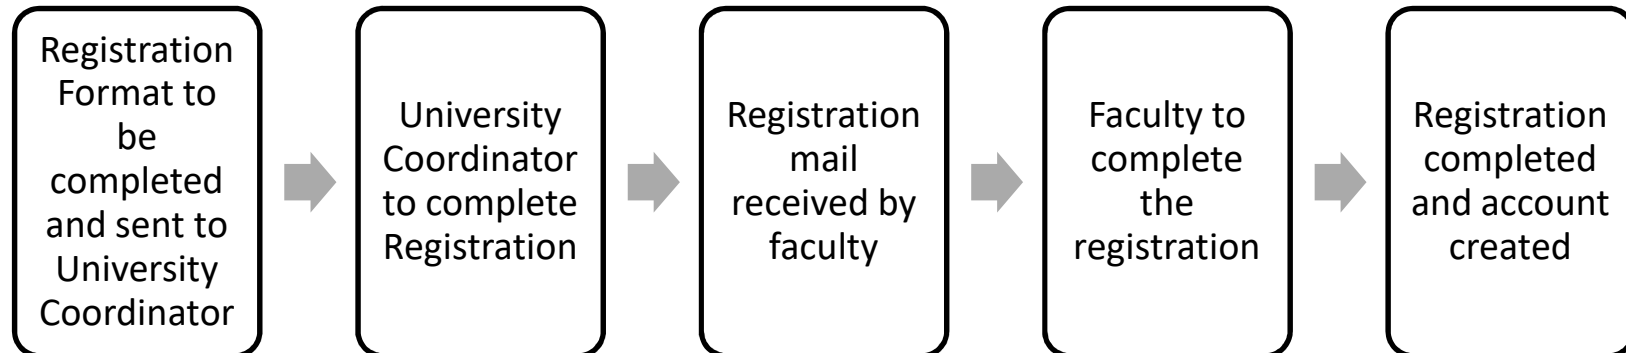 Registration
Format to
be
completed
and sent to
University
Coordinator
University
Coordinator
to complete
Registration
Registration
mail
received by
faculty
Faculty to
complete
the
registration
Registration
completed
and account
created